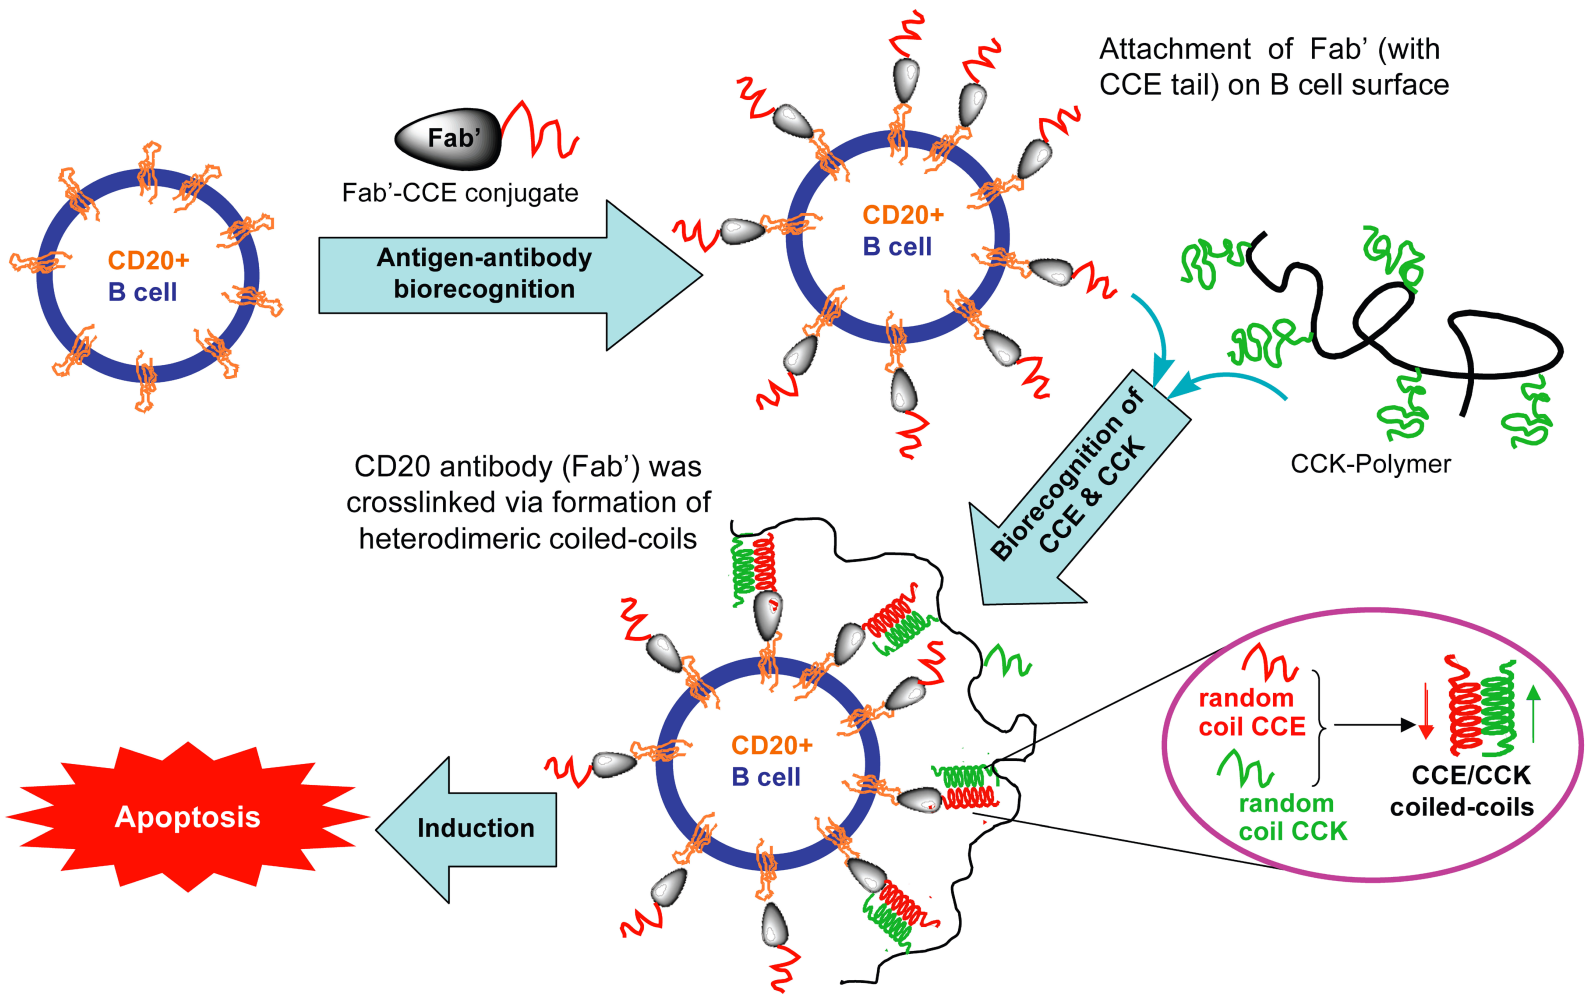 Attachment of Fab’ (with
CCE tail) on B cell surface
Fab’
Fab’-CCE conjugate
CD20+
B cell
Antigen-antibody
biorecognition
CD20+
B cell
CCK-Polymer
Biorecognition of
CCE & CCK
CD20 antibody (Fab’) was
crosslinked via formation of
heterodimeric coiled-coils
CD20+
B cell
random
coil CCE
random
coil CCK
CCE/CCK
coiled-coils
Induction
Apoptosis